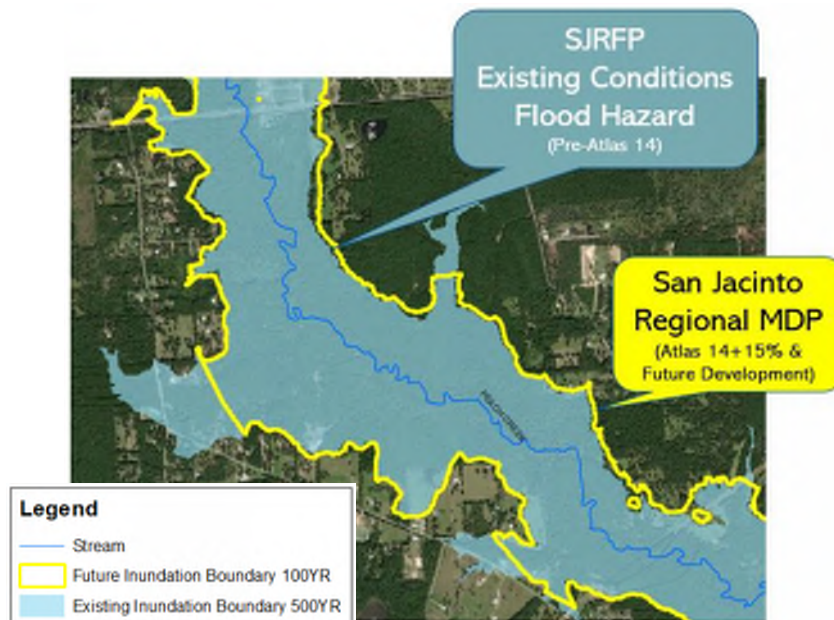 SJRFP
Existing Conditions
Flood Hazard
(Pre-Atlas 14)
San Jacinto
Regional MDP
(Atlas 14+15% &
Future Development)
Legend
Stream
Future Inundation Boundary 100YR
Existing Inundation Boundary 500YR